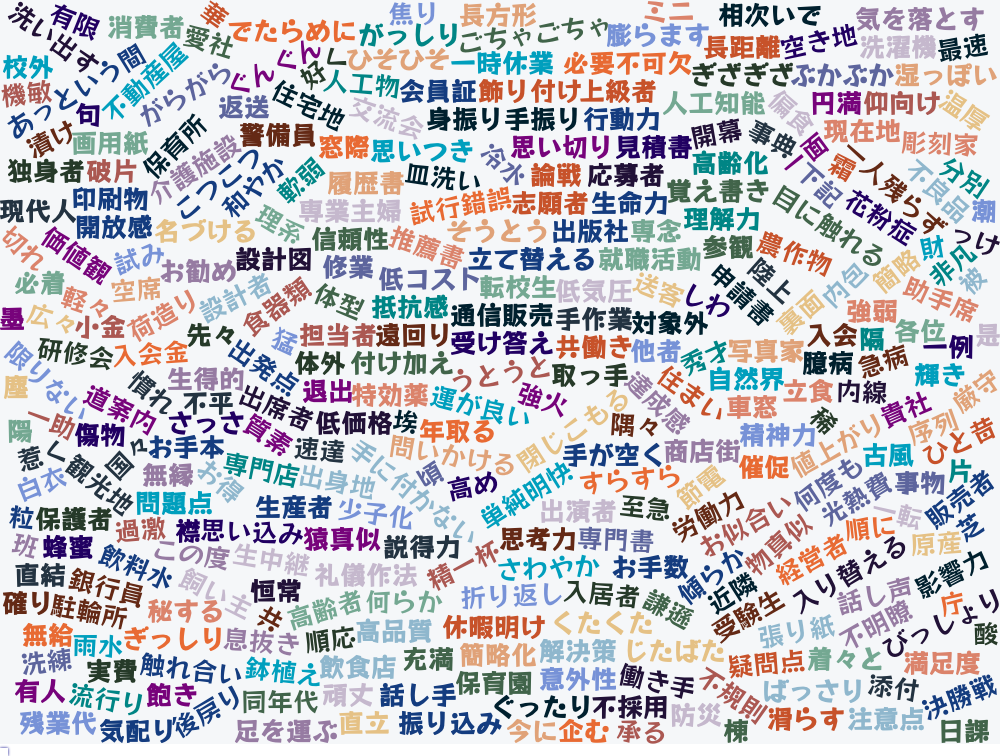 洗い出す
有限
消費者
華
愛社
でたらめに
焦り
がっしり
長方形
ごちゃごちゃ
ミニ
膨らます
相次いで
気を落とす
長距離
空き地
洗濯機
最速
校外
機敏
あっという間
不動産屋
がらがら
ぐんぐん
好く
ひそひそ
一時休業
必要不可欠
ぎざぎざ
ぷかぷか
湿っぽい
句
返送
住宅地
人工物
会員証
飾り付け
上級者
人工知能
偏食
円満
仰向け
温厚
漬け
画用紙
保育所
警備員
交流会
身振り手振り
行動力
開幕
事典
画一
現在地
彫刻家
独身者
破片
介護施設
こつこつ
和やか
軟弱
窓際
思いつき
冷水
思い切り
見積書
高齢化
下記
霜
一人残らず
不良品
分別
潮
現代人
印刷物
履歴書
皿洗い
論戦
応募者
覚え書き
目に触れる
花粉症
開放感
名づける
理系
専業主婦
試行錯誤
志願者
生命力
理解力
財
っけ
切れ
価値観
試み
お勧め
設計図
信頼性
推薦書
そうとう
出版社
専念
参観
農作物
非凡
被
必着
軽々
空席
設計者
修業
低コスト
立て替える
就職活動
陸上
申請書
内包
簡略
助手席
墨
広々
小金
荷造り
食器類
体型
抵抗感
転校生
低気圧
送客
しわ
裏面
強弱
先々
猛
担当者
遠回り
通信販売
手作業
対象外
入会
隔
各位
一例
是
限りない
研修会
入会金
出発点
体外
付け加え
受け答え
共働き
他者
秀才
写真家
臆病
急病
輝き
塵
慣れ
生得的
退出
特効薬
うとうと
取っ手
達成感
住まい
自然界
立食
内線
厳守
道案内
不平
出席者
低価格
運が良い
強火
閉じこもる
車窓
秘
貴社
序列
ひと昔
陽
一助
傷物
々
さっさ
お手本
質素
速達
埃
年取る
問いかける
隅々
精神力
値上がり
惹く
観光地
国
無縁
お得
専門店
出身地
手に付かない
頃
高め
手が空く
商店街
催促
古風
片
白衣
問題点
生産者
少子化
単純明快
すらすら
節電
何度も
光熱費
事物
販売者
粒
保護者
過激
襟
思い込み
猿真似
説得力
出演者
至急
労働力
お似合い
物真似
順に
一転
芝
班
蜂蜜
飲料水
この度
生中継
礼儀作法
精一杯
思考力
専門書
さわやか
お手数
傾らか
近隣
経営者
入り替える
原産
直結
銀行員
飼い主
恒常
折り返し
入居者
謙遜
受験生
話し声
影響力
確り
駐輪所
秘する
共
高齢者
何らか
張り紙
不明瞭
びっしょり
庁
酸
無給
雨水
ぎっしり
息抜き
順応
高品質
休暇明け
くたくた
洗練
実費
触れ合い
鉢植え
飲食店
充満
簡略化
解決策
じたばた
疑問点
着々と
満足度
有人
流行り
飽き
同年代
頑丈
話し手
保育園
意外性
働き手
不規則
ばっさり
添付
決勝戦
残業代
気配り
後戻り
足を運ぶ
直立
振り込み
ぐったり
不採用
今に
企む
承る
防災
棟
滑らす
注意点
日課